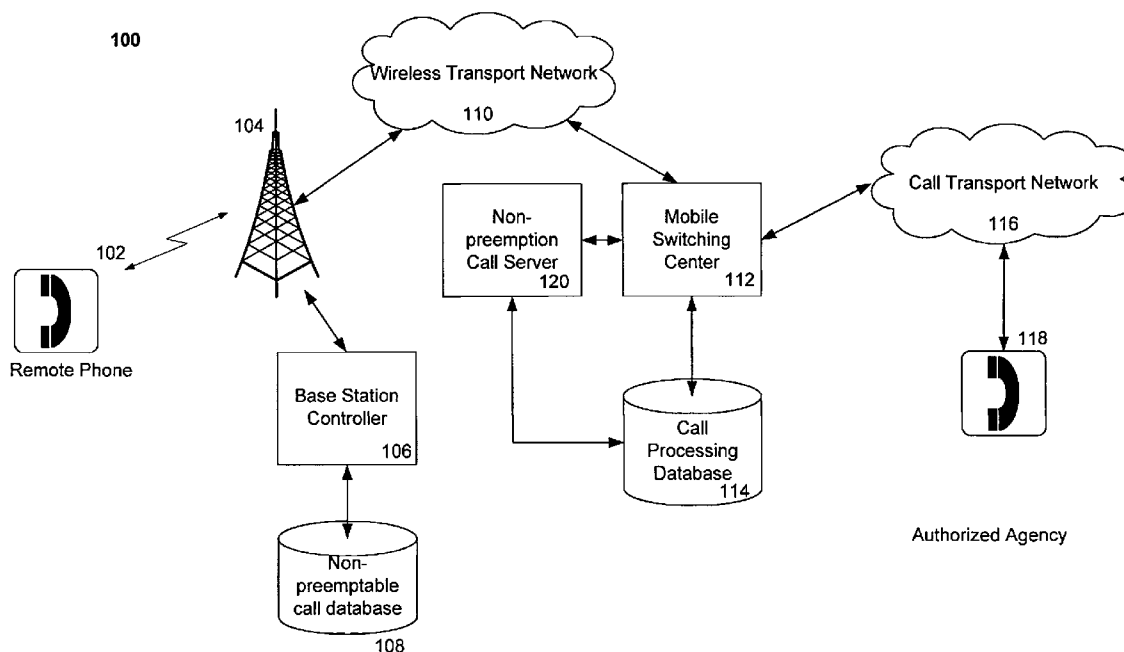 100
Wireless Transport Network
110
104
Call Transport Network
116
102
Non-
preemption
Call Server
120
Mobile
Switching
Center
112
Remote Phone
118
Base Station
Controller
106
Call
Processing
Database
114
Authorized Agency
Non-
preemptable
call database
108